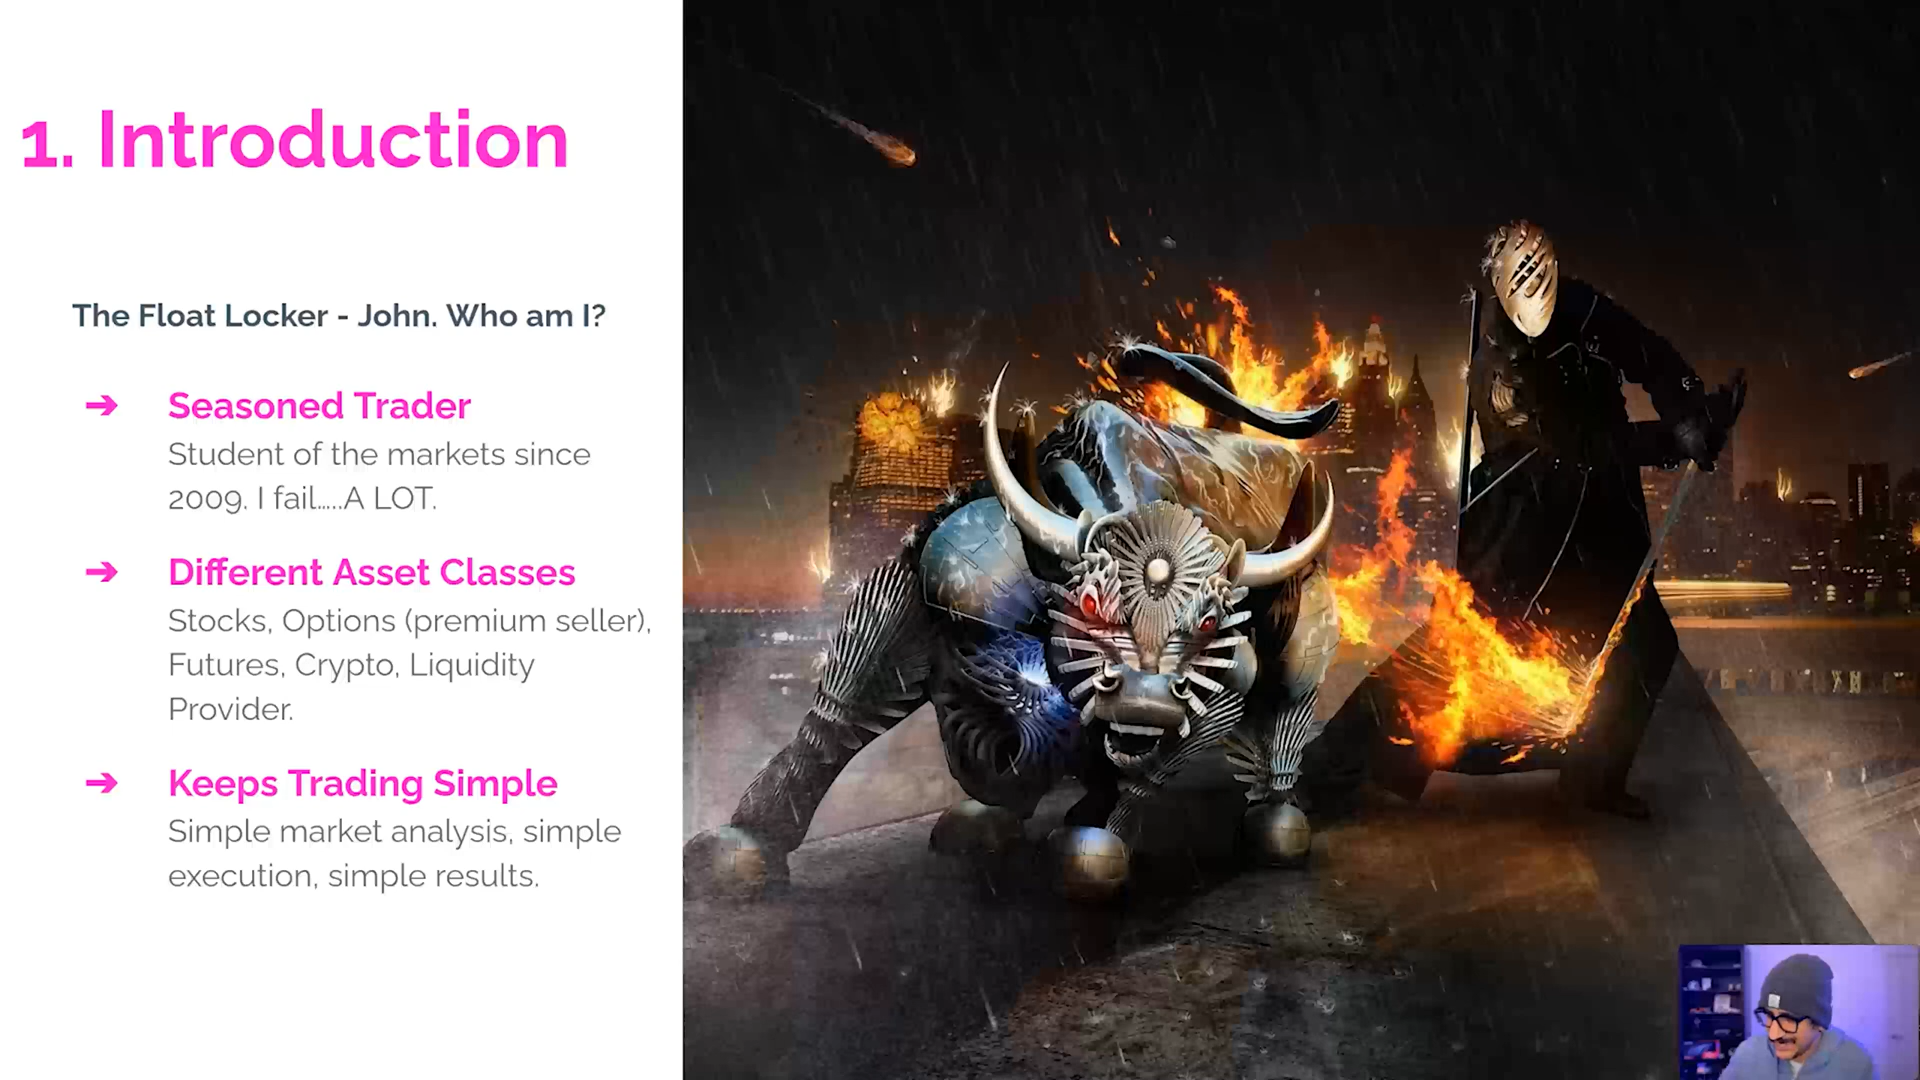 1. Introduction
The Float Locker - John. Who am I?
➔ Seasoned Trader
Student of the markets since
2009. I fail.....A LOT.
➔ Different Asset Classes
Stocks, Options (premium seller),
Futures, Crypto, Liquidity
Provider.
➔ Keeps Trading Simple
Simple market analysis, simple
execution, simple results.